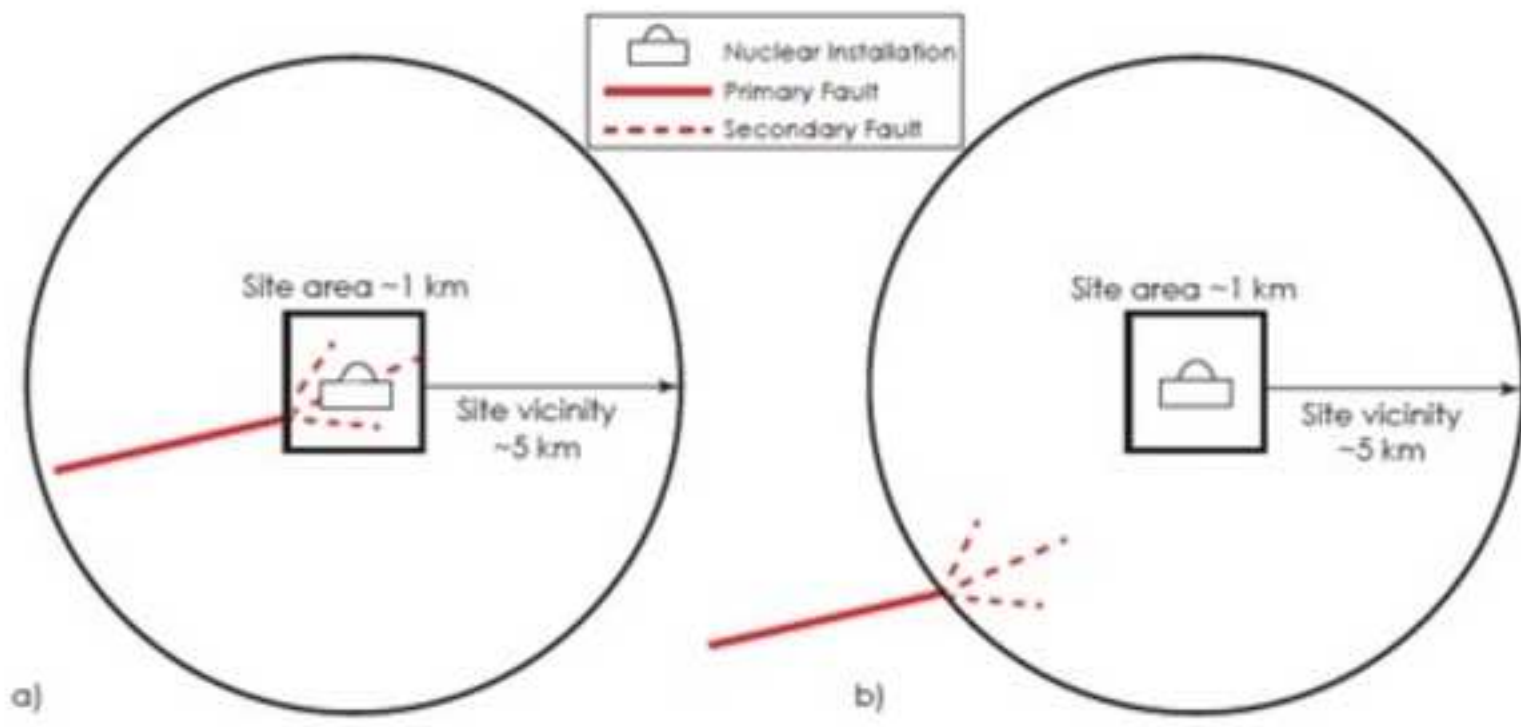 Nuclear Installation
Primary Fault
Secondary Fault
Site area ~1 km
Site vicinity
~5 km
a)
Site area ~1 km
Site vicinity
~5 km
b)